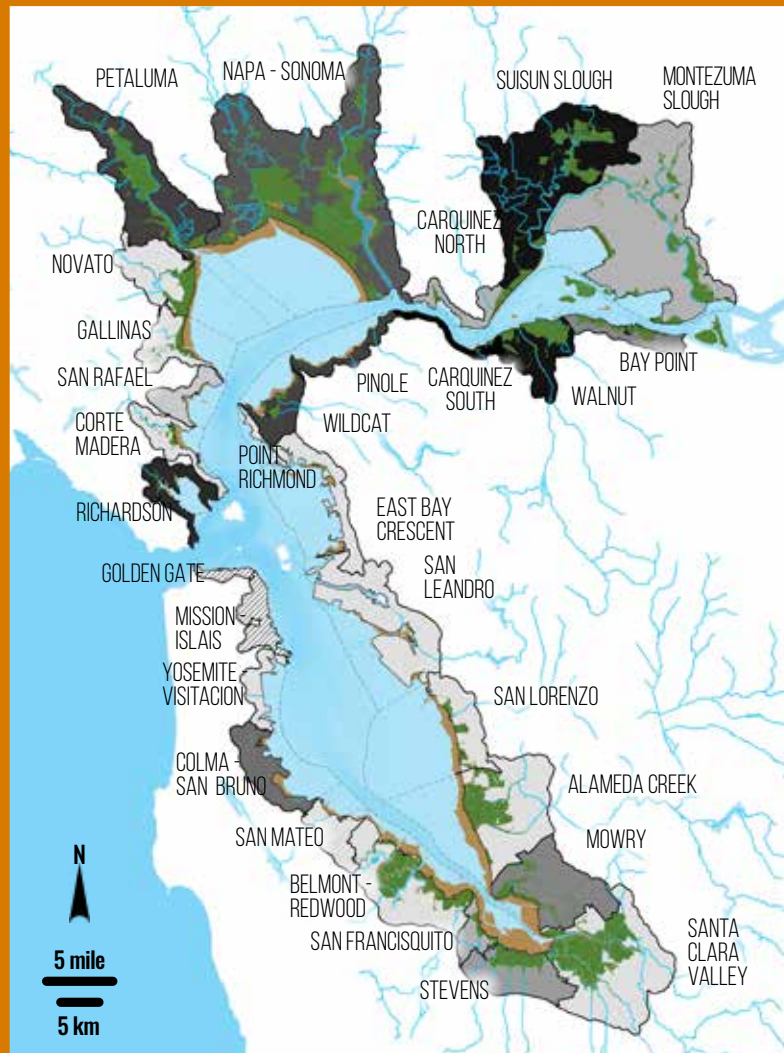 PETALUMA
NAPA - SONOMA
SUISUN SLOUGH
MONTEZUMA
SLOUGH
CARQUINEZ
NORTH
NOVATO
GALLINAS
SAN RAFAEL
CORTE
MADERA
RICHARDSON
PINOLE
CARQUINEZ
SOUTH
BAY POINT
WALNUT
WILDCAT
POINT
RICHMOND
EAST BAY
CRESCENT
SAN
LEANDRO
GOLDEN GATE
MISSION -
ISLAIS
YOSEMITE -
VISITACION
SAN LORENZO
COLMA -
SAN BRUNO
ALAMEDA CREEK
SAN MATEO
MOWRY
BELMONT -
REDWOOD
SAN FRANCISQUITO
SANTA
CLARA
VALLEY
STEVENS
N
5 mile
5 km